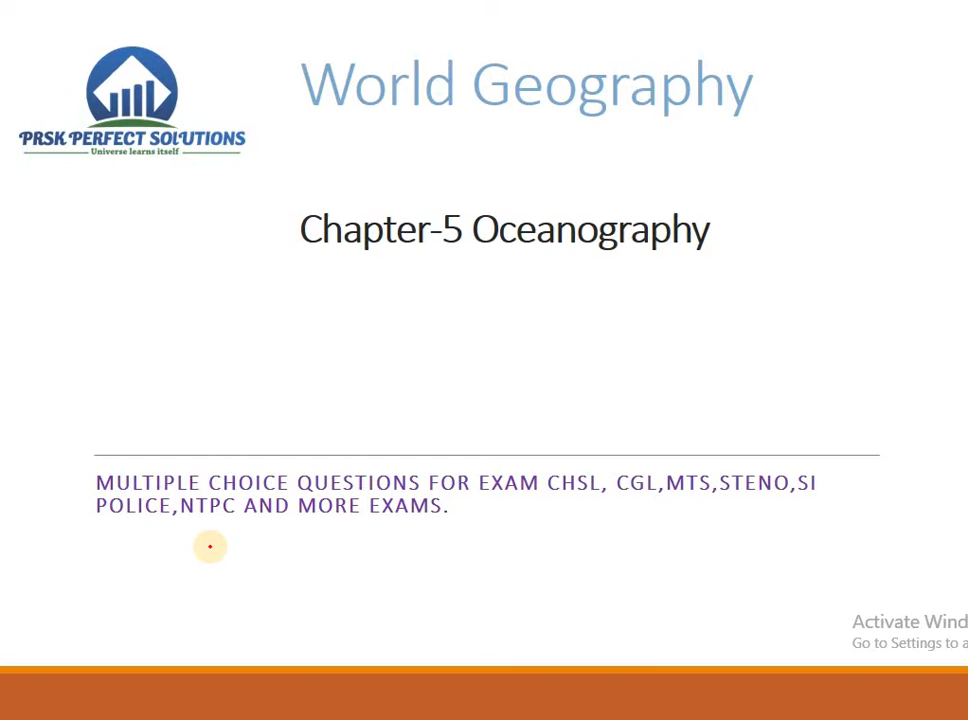 World Geography
PRSK PERFECT SOLUTIONS
Universe learns itself
Chapter-5 Oceanography
MULTIPLE CHOICE QUESTIONS FOR EXAM CHSL, CGL,MTS,STENO,SI
POLICE,NTPC AND MORE EXAMS.
Activate Wind
Go to Settings to a